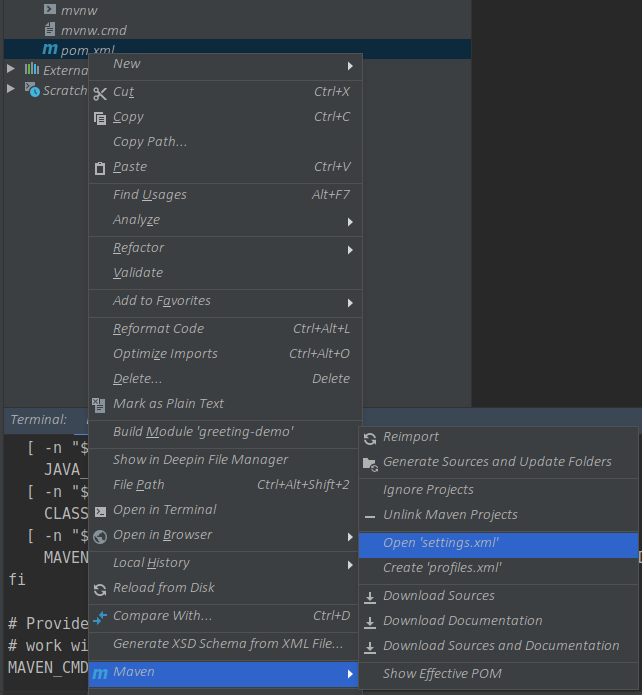 mvnw
mvnw.cmd
pom.xml
Externa
Scratch
New
Cut Ctrl+X
Copy Ctrl+C
Copy Path...
Paste Ctrl+V
Find Usages Alt+F7
Analyze
Refactor
Validate
Add to Favorites
Reformat Code Ctrl+Alt+L
Optimize Imports Ctrl+Alt+O
Delete... Delete
Mark as Plain Text
Build Module 'greeting-demo'
Show in Deepin File Manager
File Path Ctrl+Alt+Shift+2
Open in Terminal
Open in Browser
Local History
Reload from Disk
Compare With... Ctrl+D
Generate XSD Schema from XML File...
Maven
Reimport
Generate Sources and Update Folders
Ignore Projects
Unlink Maven Projects
Open 'settings.xml'
Create 'profiles.xml'
Download Sources
Download Documentation
Download Sources and Documentation
Show Effective POM
Terminal:
[ -n "$
JAVA_
[ -n "$
CLASS
[ -n "$
MAVEN
fi
# Provide
# work wi
MAVEN_CMD